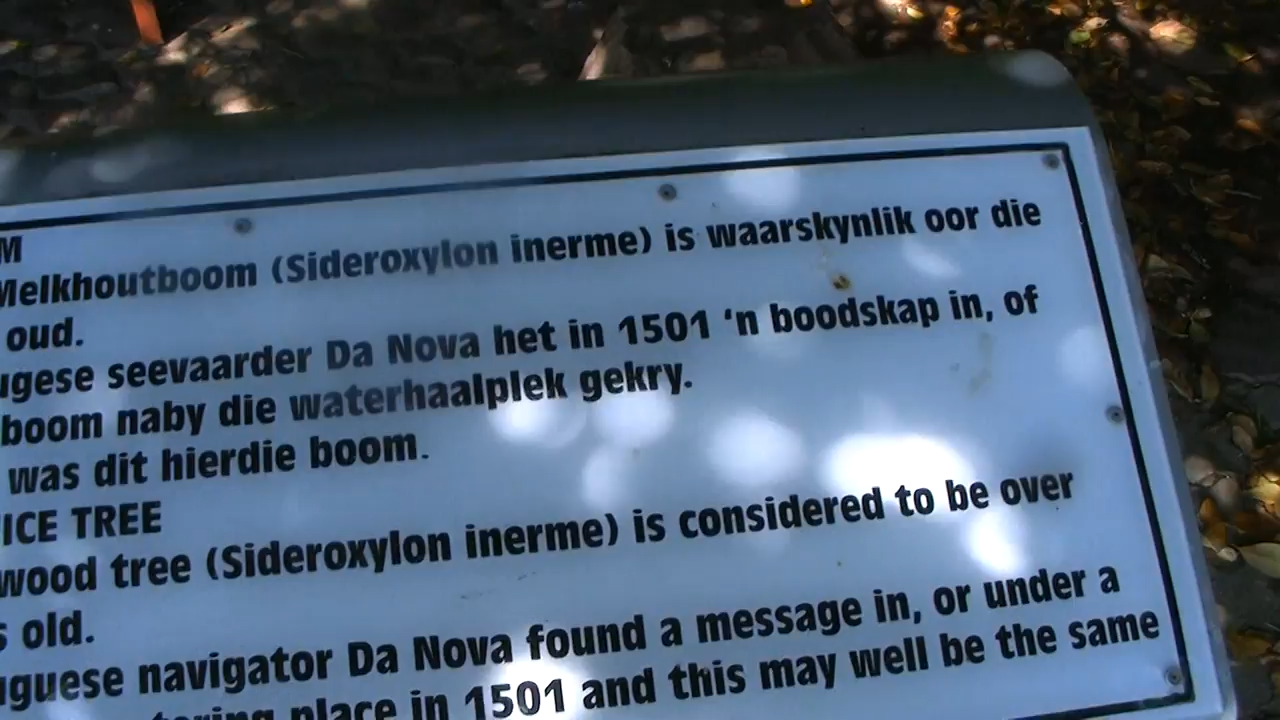 M
Melkhoutboom (Sideroxylon inerme) is waarskynlik oor die
oud.
ugese seevaarder Da Nova het in 1501 'n boodskap in, of
boom naby die waterhaalplek gekry.
was dit hierdie boom.
ICE TREE
wood tree (Sideroxylon inerme) is considered to be over
s old.
uguese navigator Da Nova found a message in, or under a
tering place in 1501 and this may well be the same